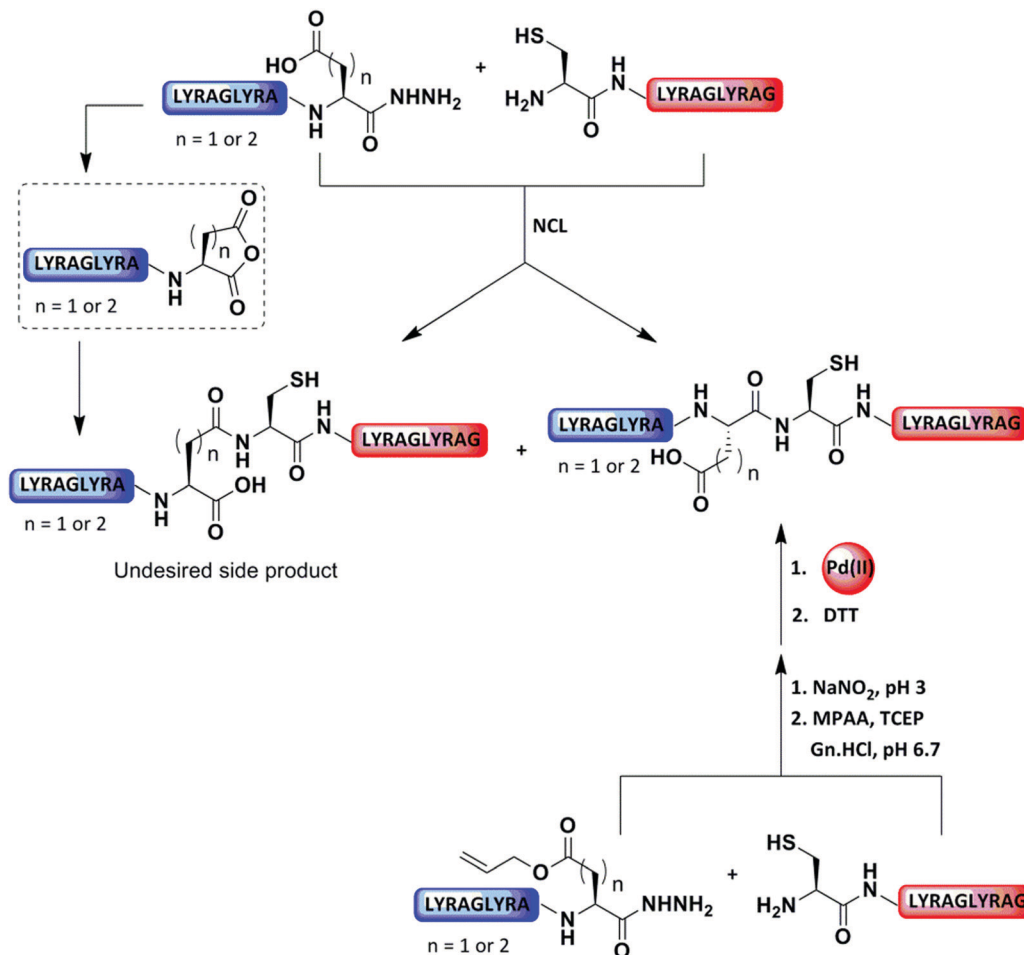 O
HO
n
LYRAGLYRA
N
H
O
NHNH2
n = 1 or 2
+
HS
H2N
O
H
N
LYRAGLYRAG
NCL
O
O
O
n
LYRAGLYRA
N
H
n = 1 or 2
SH
O
H
N
n
N
H
O
LYRAGLYRAG
LYRAGLYRA
N
H
OH
O
n = 1 or 2
Undesired side product
+
SH
H
N
O
H
N
LYRAGLYRA
N
H
O
LYRAGLYRAG
n = 1 or 2
HO
n
O
1. Pd(II)
2. DTT
1. NaNO2, pH 3
2. MPAA, TCEP
Gn.HCl, pH 6.7
O
O
n
LYRAGLYRA
N
H
O
NHNH2
n = 1 or 2
+
HS
H2N
O
H
N
LYRAGLYRAG